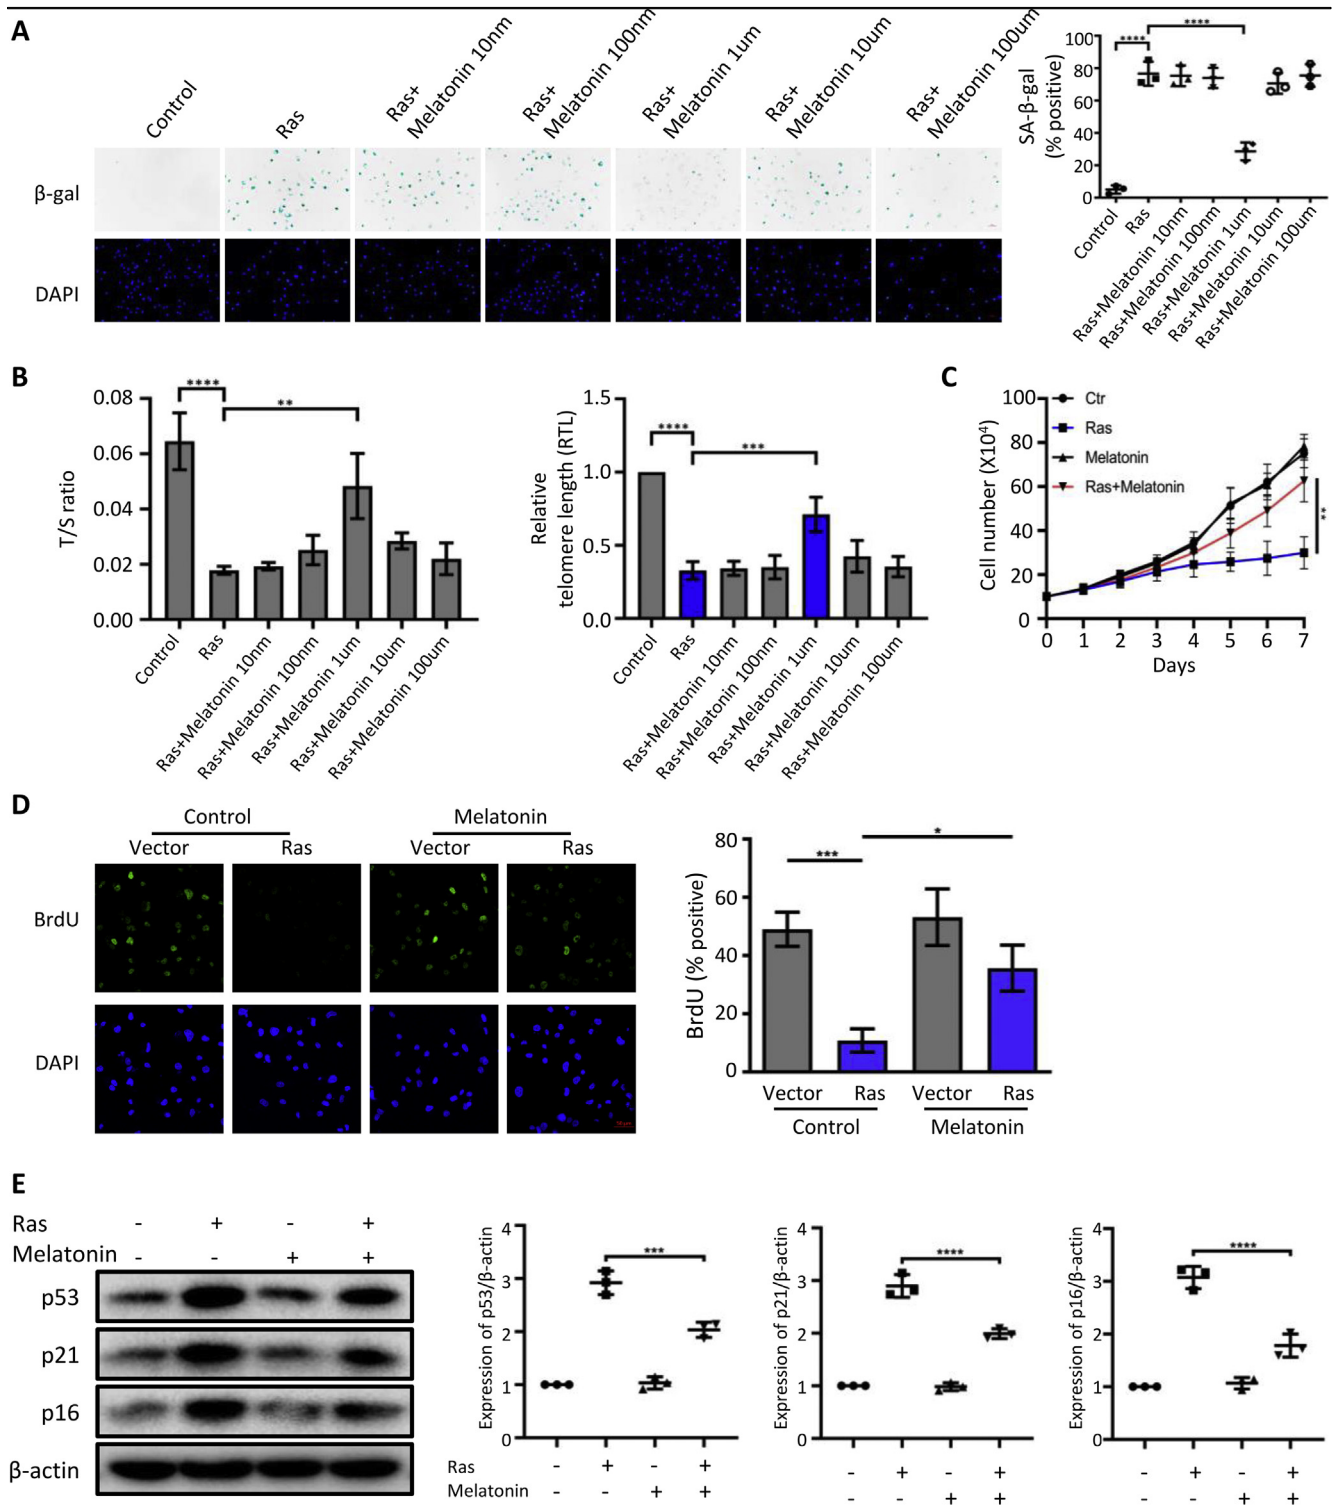 A
Control
Ras
Ras+
Melatonin 10nm
Ras+
Melatonin 100nm
Ras+
Melatonin 1um
Ras+
Melatonin 10um
Ras+
Melatonin 100um
β-gal
DAPI
SA-β-gal
(% positive)
100
80
60
40
20
0
****
****
Control
Ras
Ras+Melatonin 10nm
Ras+Melatonin 100nm
Ras+Melatonin 1um
Ras+Melatonin 10um
Ras+Melatonin 100um
B
T/S ratio
0.08
0.06
0.04
0.02
0.00
****
**
Control
Ras
Ras+Melatonin 10nm
Ras+Melatonin 100nm
Ras+Melatonin 1um
Ras+Melatonin 10um
Ras+Melatonin 100um
Relative
telomere length (RTL)
1.5
1.0
0.5
0.0
****
***
Control
Ras
Ras+Melatonin 10nm
Ras+Melatonin 100nm
Ras+Melatonin 1um
Ras+Melatonin 10um
Ras+Melatonin 100um
C
Cell number (X10⁴)
100
80
60
40
20
0
Ctr
Ras
Melatonin
Ras+Melatonin
**
0 1 2 3 4 5 6 7
Days
D
Control Melatonin
Vector Ras Vector Ras
BrdU
DAPI
BrdU (% positive)
80
60
40
20
0
***
*
Vector Ras Vector Ras
Control Melatonin
E
Ras - + - +
Melatonin - - + +
p53
p21
p16
β-actin
Expression of p53/β-actin
4
3
2
1
0
***
Ras - + - +
Melatonin - - + +
Expression of p21/β-actin
4
3
2
1
0
****
- + - +
- - + +
Expression of p16/β-actin
4
3
2
1
0
****
- + - +
- - + +